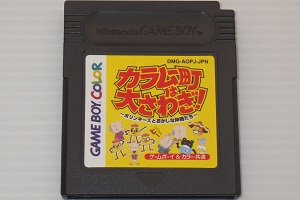 Nintendo GAME BOY
DMG-AOPJ-JPN
GAME BOY COLOR
カラムー町
は
大さわぎ!
〜ポリンキーズとおかしな仲間たち〜
ゲームボーイ&カラー共通